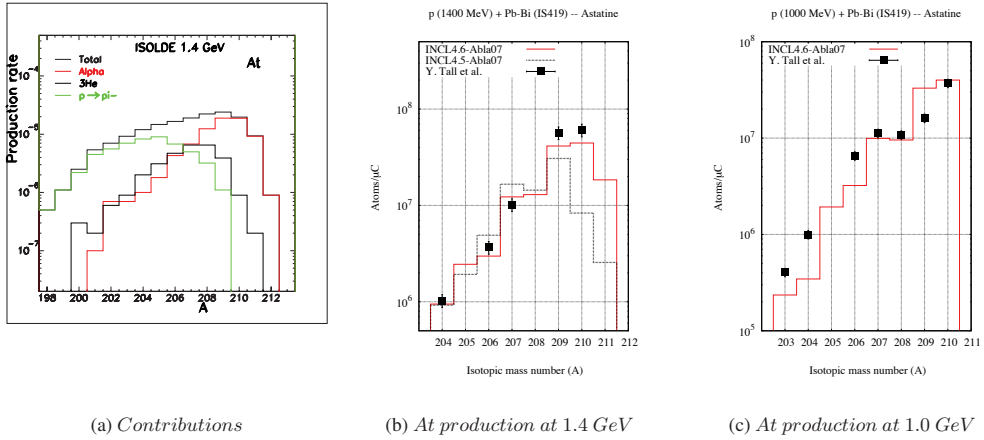 ISOLDE 1.4 GeV
Total
Alpha
3He
p→pi-
At
Production rate
10^-4
10^-5
10^-6
10^-7
198 200 202 204 206 208 210 212
A
(a) Contributions
p (1400 MeV) + Pb-Bi (IS419) -- Astatine
INCL4.6-Abla07
INCL4.5-Abla07
Y. Tall et al.
Atoms/μC
10^8
10^7
10^6
204 205 206 207 208 209 210 211 212
Isotopic mass number (A)
(b) At production at 1.4 GeV
p (1000 MeV) + Pb-Bi (IS419) -- Astatine
INCL4.6-Abla07
Y. Tall et al.
Atoms/μC
10^8
10^7
10^6
10^5
203 204 205 206 207 208 209 210 211
Isotopic mass number (A)
(c) At production at 1.0 GeV